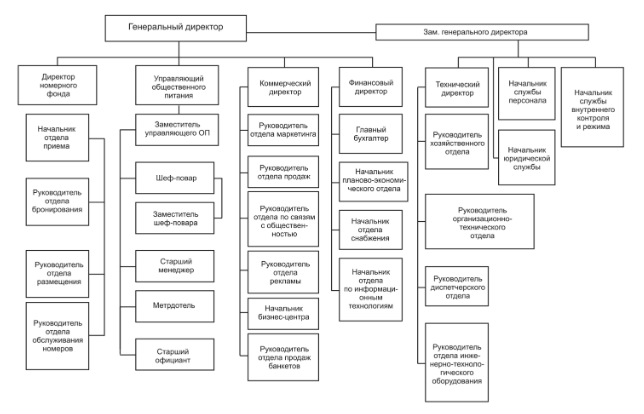 Генеральный директор
Зам. генерального директора
Директор
номерного
фонда
Начальник
отдела
приема
Руководитель
отдела
бронирования
Руководитель
отдела
размещения
Руководитель
отдела
обслуживания
номеров
Управляющий
общественного
питания
Заместитель
управляющего ОП
Шеф-повар
Заместитель
шеф-повара
Старший
менеджер
Метрдотель
Старший
официант
Коммерческий
директор
Руководитель
отдела маркетинга
Руководитель
отдела продаж
Руководитель
отдела по связям
с обществен-
ностью
Руководитель
отдела
рекламы
Начальник
бизнес-центра
Руководитель
отдела продаж
банкетов
Финансовый
директор
Главный
бухгалтер
Начальник
планово-экономи-
ческого отдела
Начальник
отдела
снабжения
Начальник
отдела
по информаци-
онным
технологиям
Технический
директор
Руководитель
хозяйственного
отдела
Руководитель
организационно-
технического
отдела
Руководитель
диспетчерского
отдела
Руководитель
отдела инже-
нерно-техноло-
гического
оборудования
Начальник
службы
персонала
Начальник
юридической
службы
Начальник
службы
внутреннего
контроля
и режима